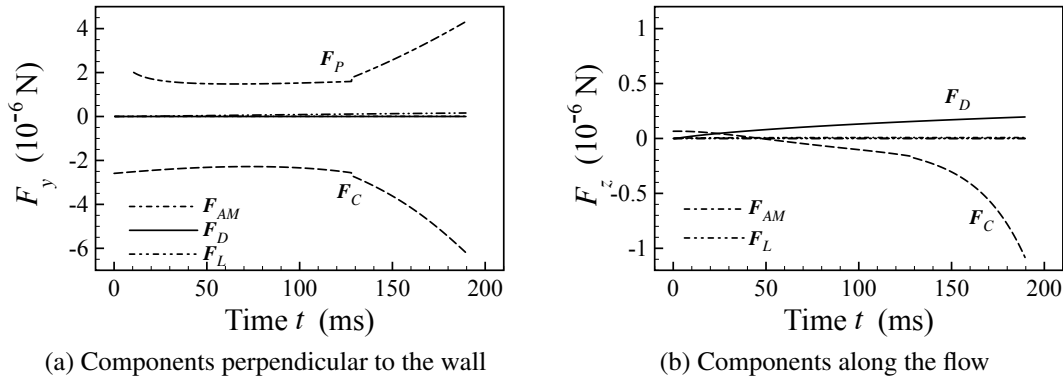 4
2
0
-2
-4
-6
F_y (10^-6 N)
F_P
F_C
F_AM
F_D
F_L
0 50 100 150 200
Time t (ms)
(a) Components perpendicular to the wall
1
0.5
0
-0.5
-1
F_z (10^-6 N)
F_D
F_C
F_AM
F_L
0 50 100 150 200
Time t (ms)
(b) Components along the flow